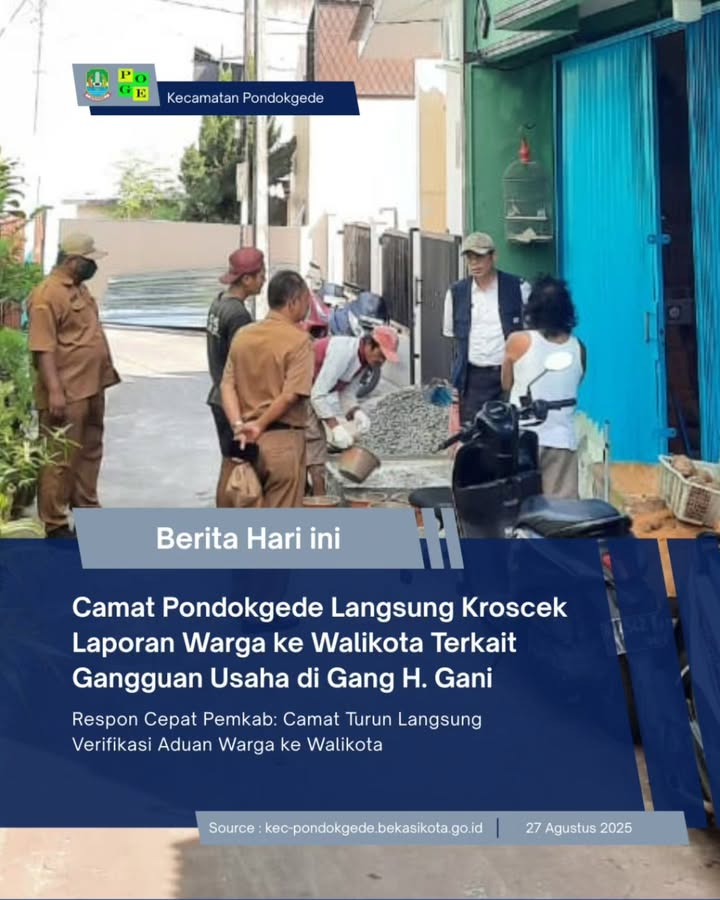 P O
G E
Kecamatan Pondokgede
Berita Hari ini
Camat Pondokgede Langsung Kroscek
Laporan Warga ke Walikota Terkait
Gangguan Usaha di Gang H. Gani
Respon Cepat Pemkab: Camat Turun Langsung
Verifikasi Aduan Warga ke Walikota
Source : kec-pondokgede.bekasikota.go.id
27 Agustus 2025